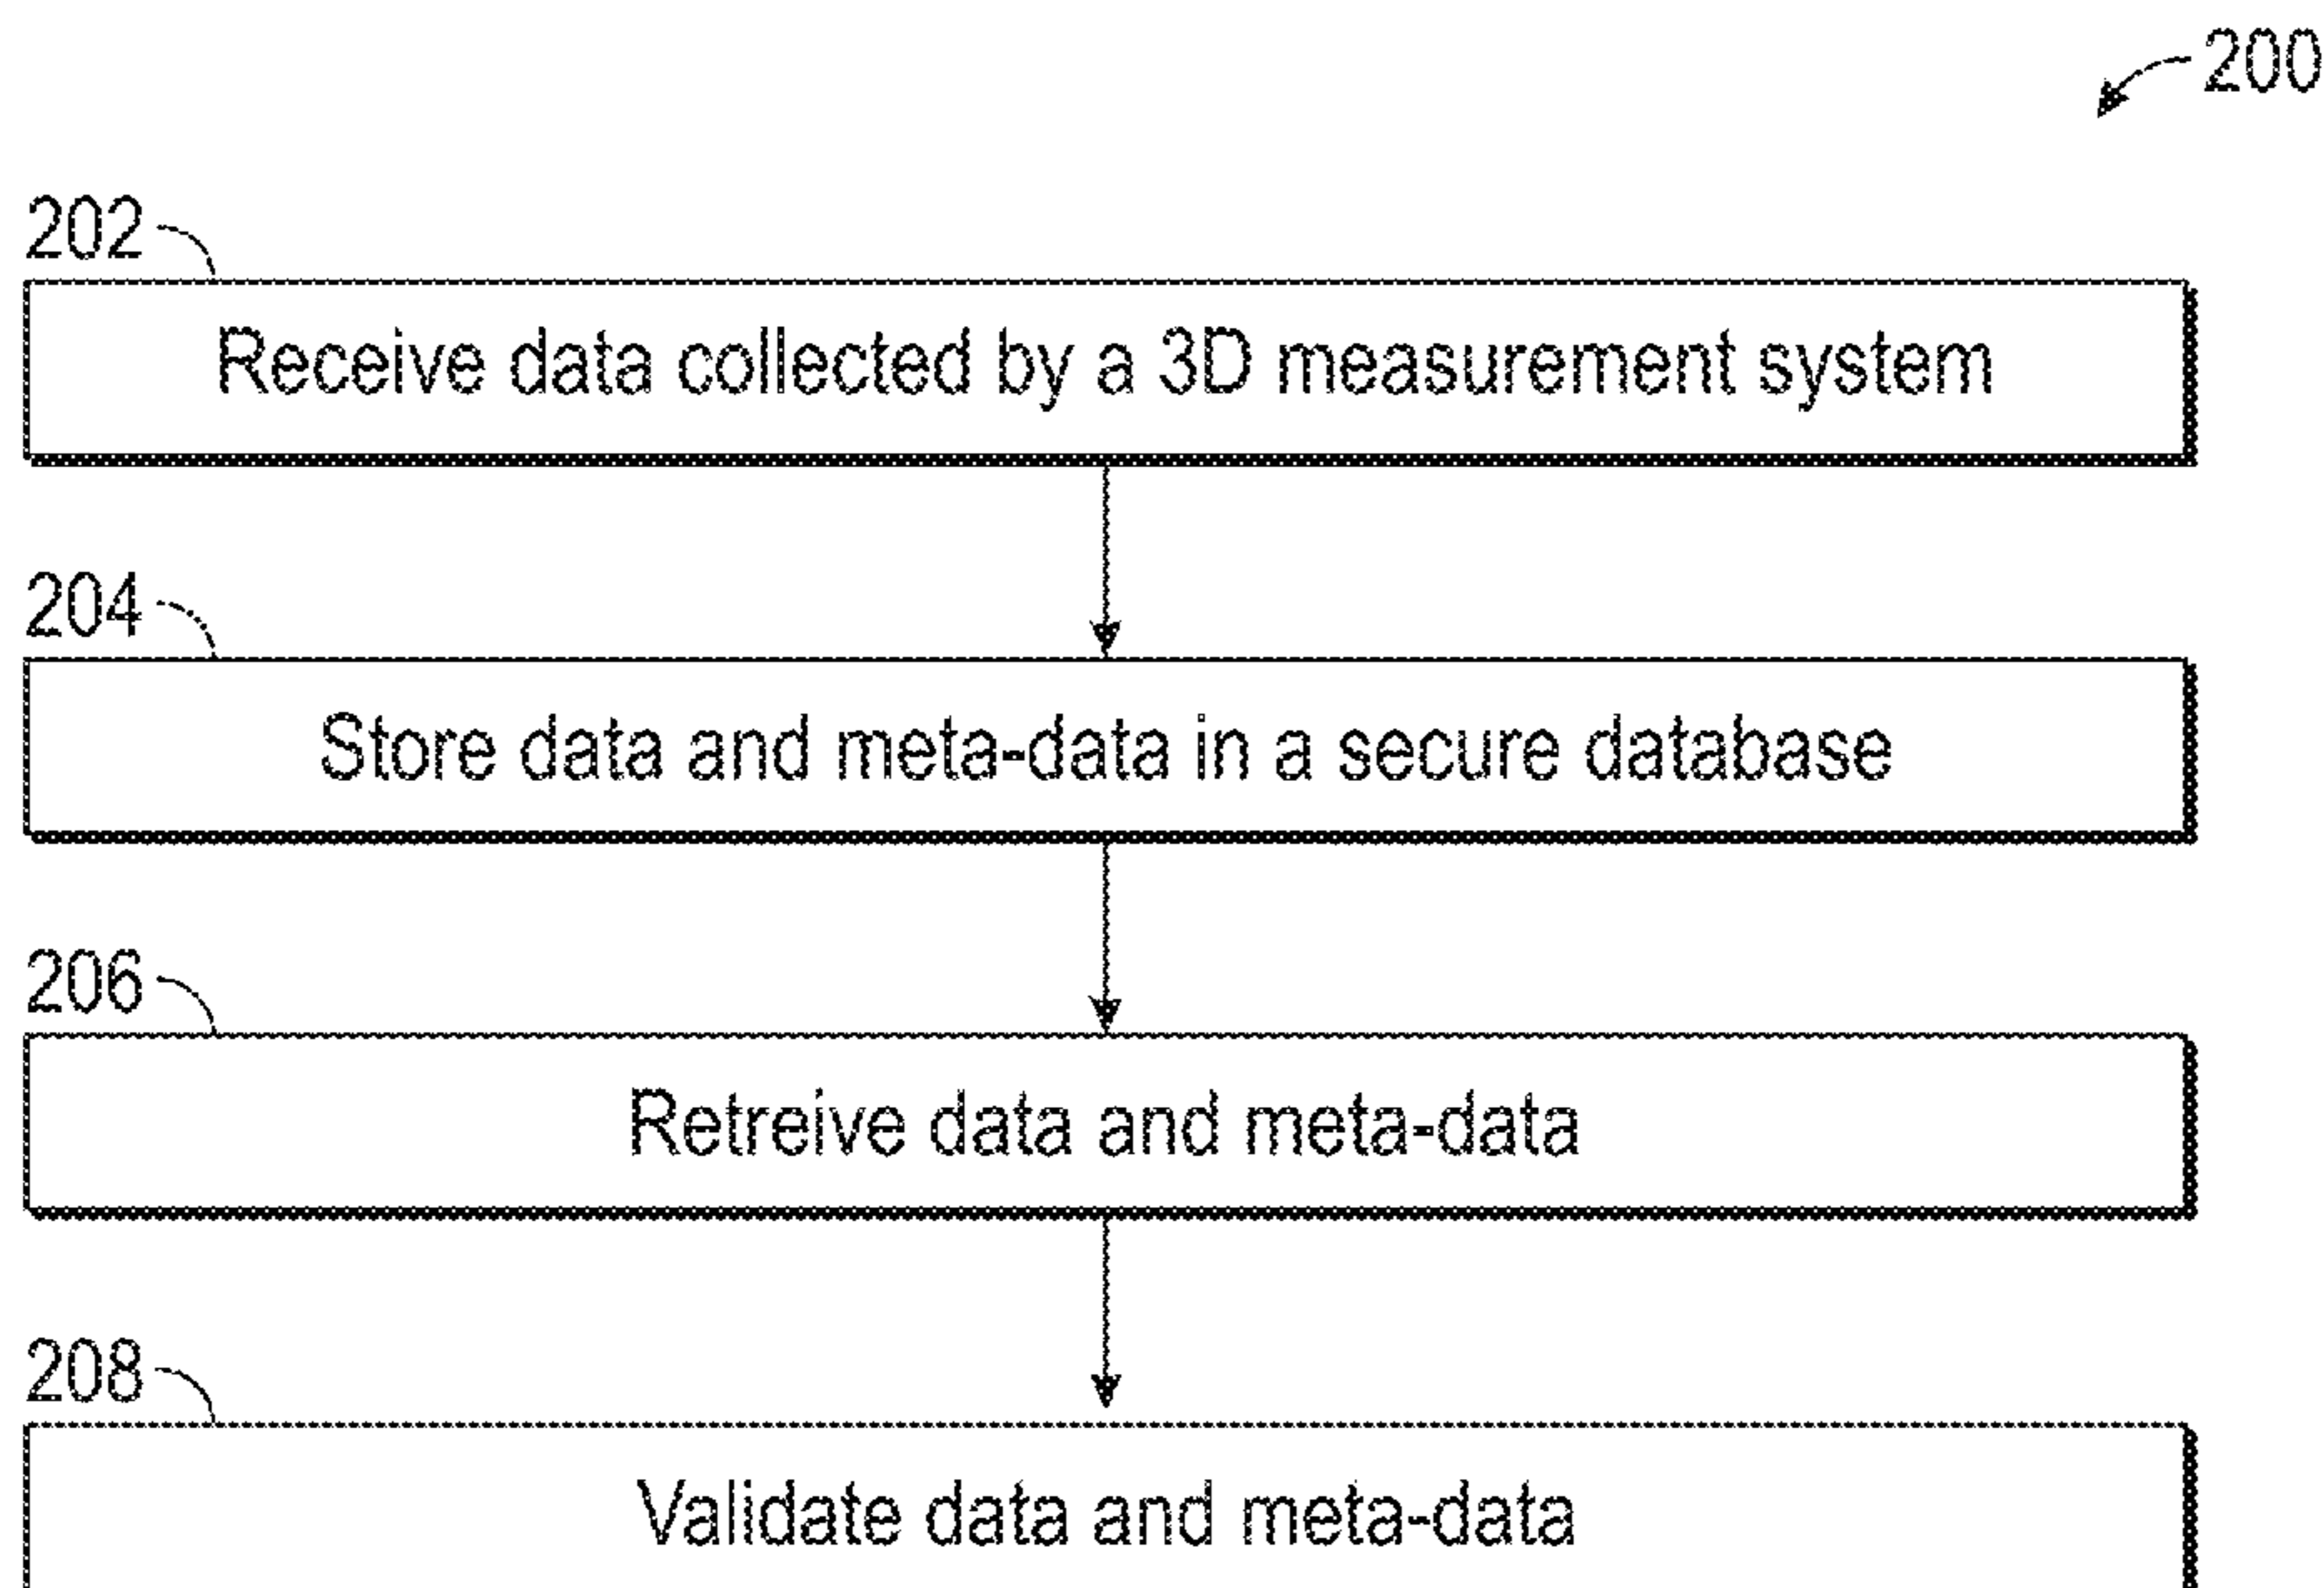 200
202
Receive data collected by a 3D measurement system
204
Store data and meta-data in a secure database
206
Retreive data and meta-data
208
Validate data and meta-data